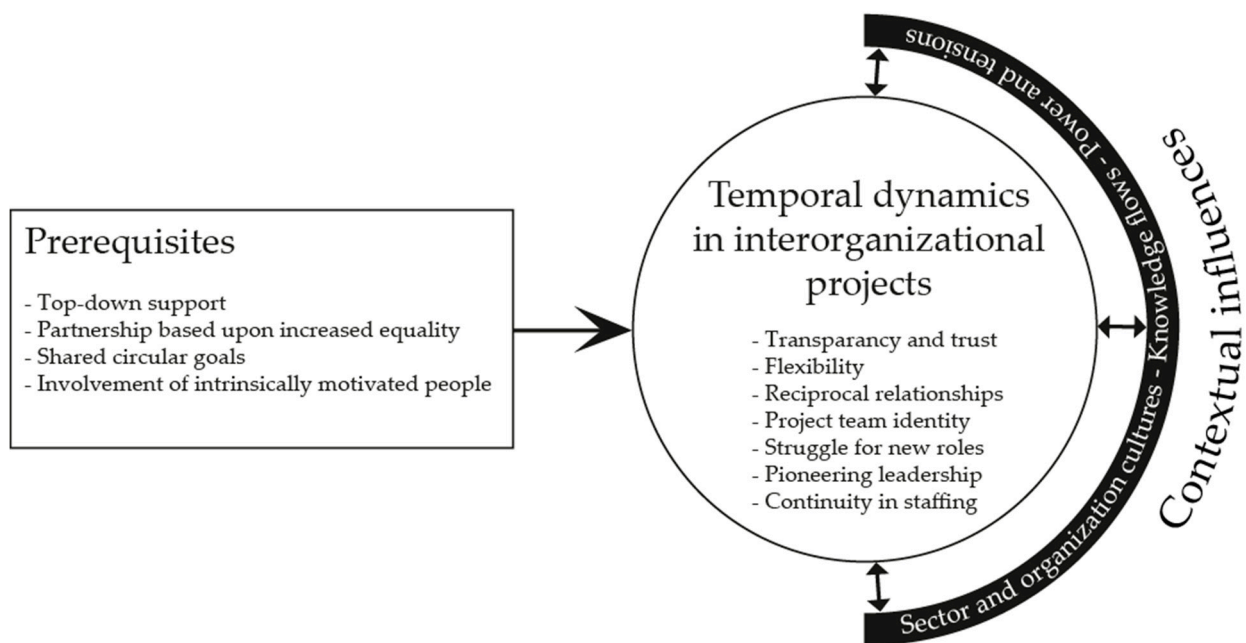 Prerequisites
- Top-down support
- Partnership based upon increased equality
- Shared circular goals
- Involvement of intrinsically motivated people
Temporal dynamics
in interorganizational
projects
- Transparancy and trust
- Flexibility
- Reciprocal relationships
- Project team identity
- Struggle for new roles
- Pioneering leadership
- Continuity in staffing
Sector and organization cultures - Knowledge flows - Power and tensions
Contextual influences